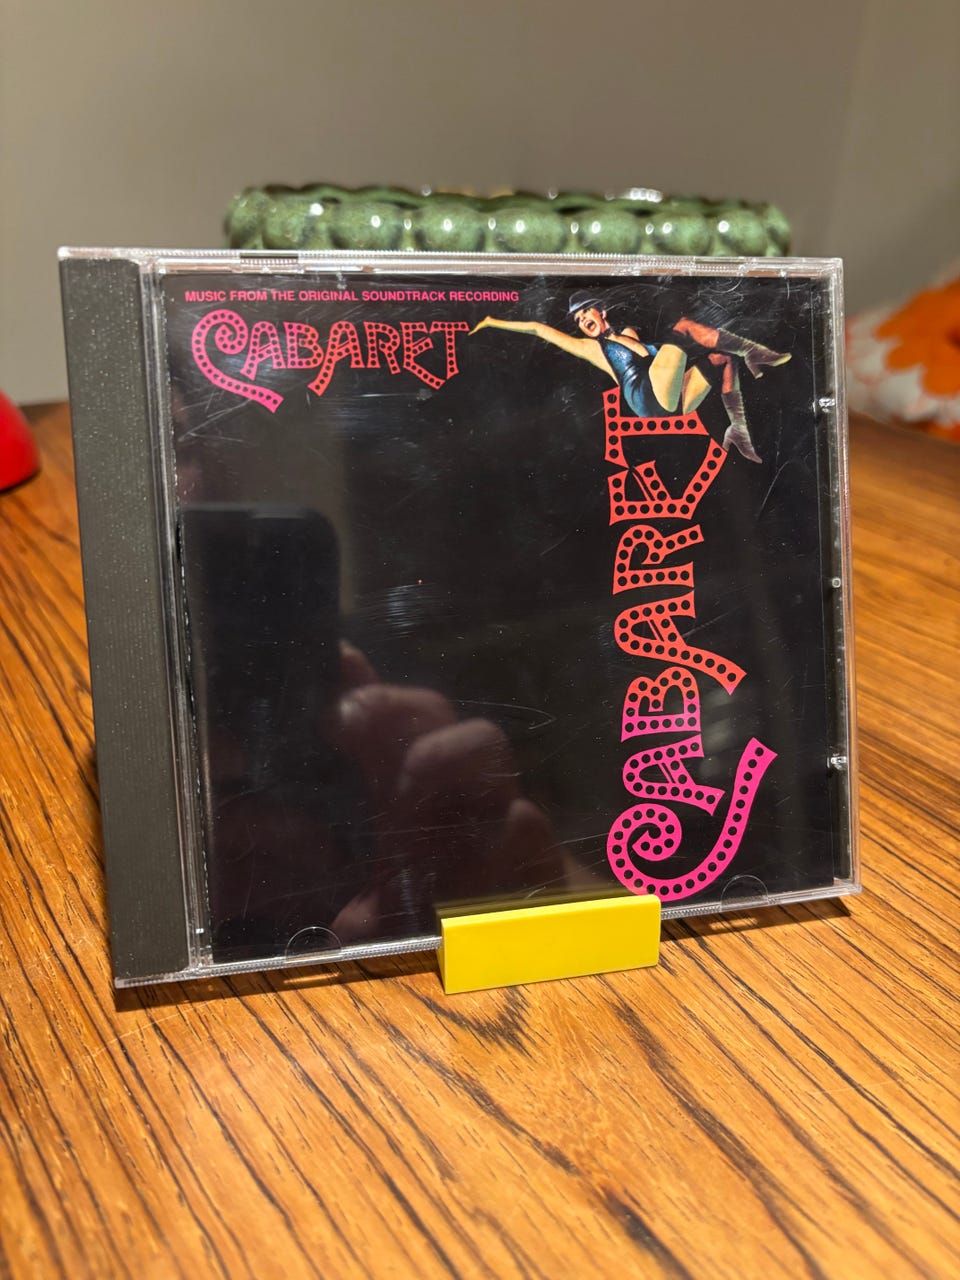 MUSIC FROM THE ORIGINAL SOUNDTRACK RECORDING
CABARET
CABARET